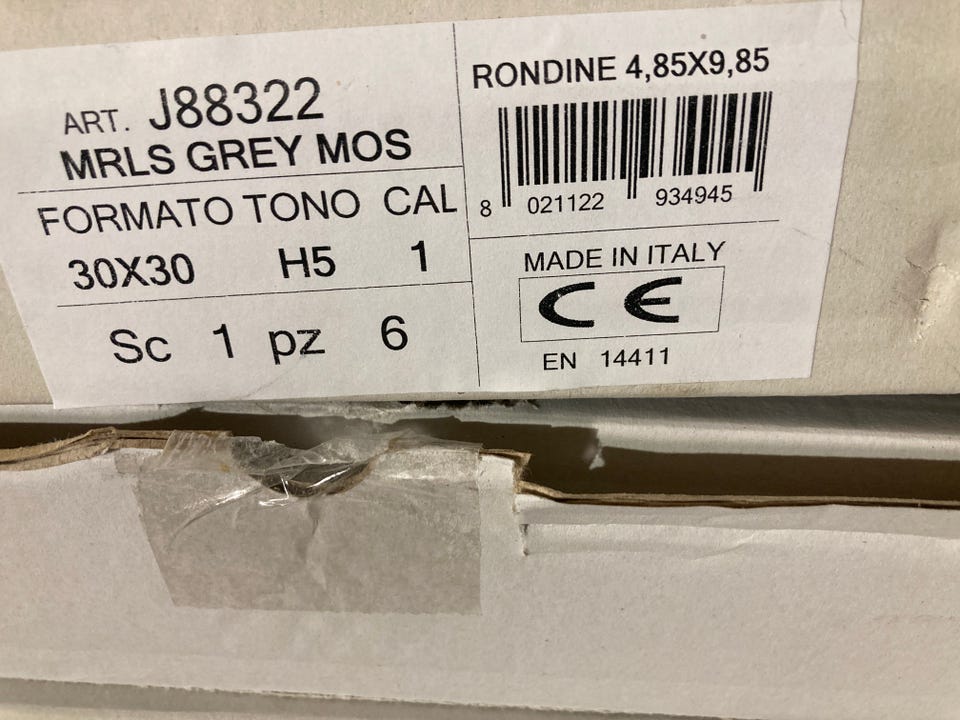 ART. J88322
MRLS GREY MOS
FORMATO TONO CAL
30X30 H5 1
Sc 1 pz 6
RONDINE 4,85X9,85
8 021122 934945
MADE IN ITALY
CE
EN 14411